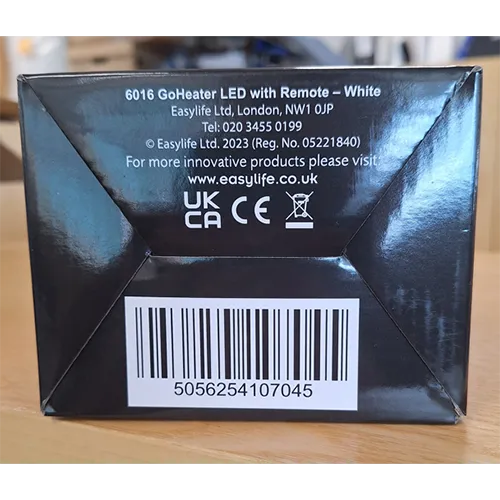 6016 GoHeater LED with Remote – White
Easylife Ltd, London, NW1 0JP
Tel: 020 3455 0199
© Easylife Ltd. 2023 (Reg. No. 05221840)
For more innovative products please visit
www.easylife.co.uk
UK
CA CE
5056254107045